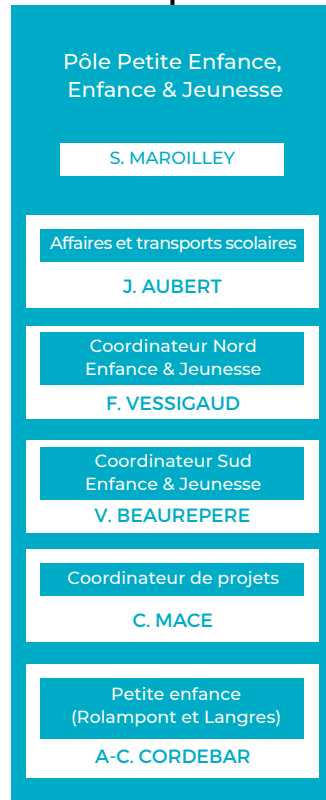 Pôle Petite Enfance,
Enfance & Jeunesse
S. MAROILLEY
Affaires et transports scolaires
J. AUBERT
Coordinateur Nord
Enfance & Jeunesse
F. VESSIGAUD
Coordinateur Sud
Enfance & Jeunesse
V. BEAUREPERE
Coordinateur de projets
C. MACE
Petite enfance
(Rolampont et Langres)
A-C. CORDEBAR